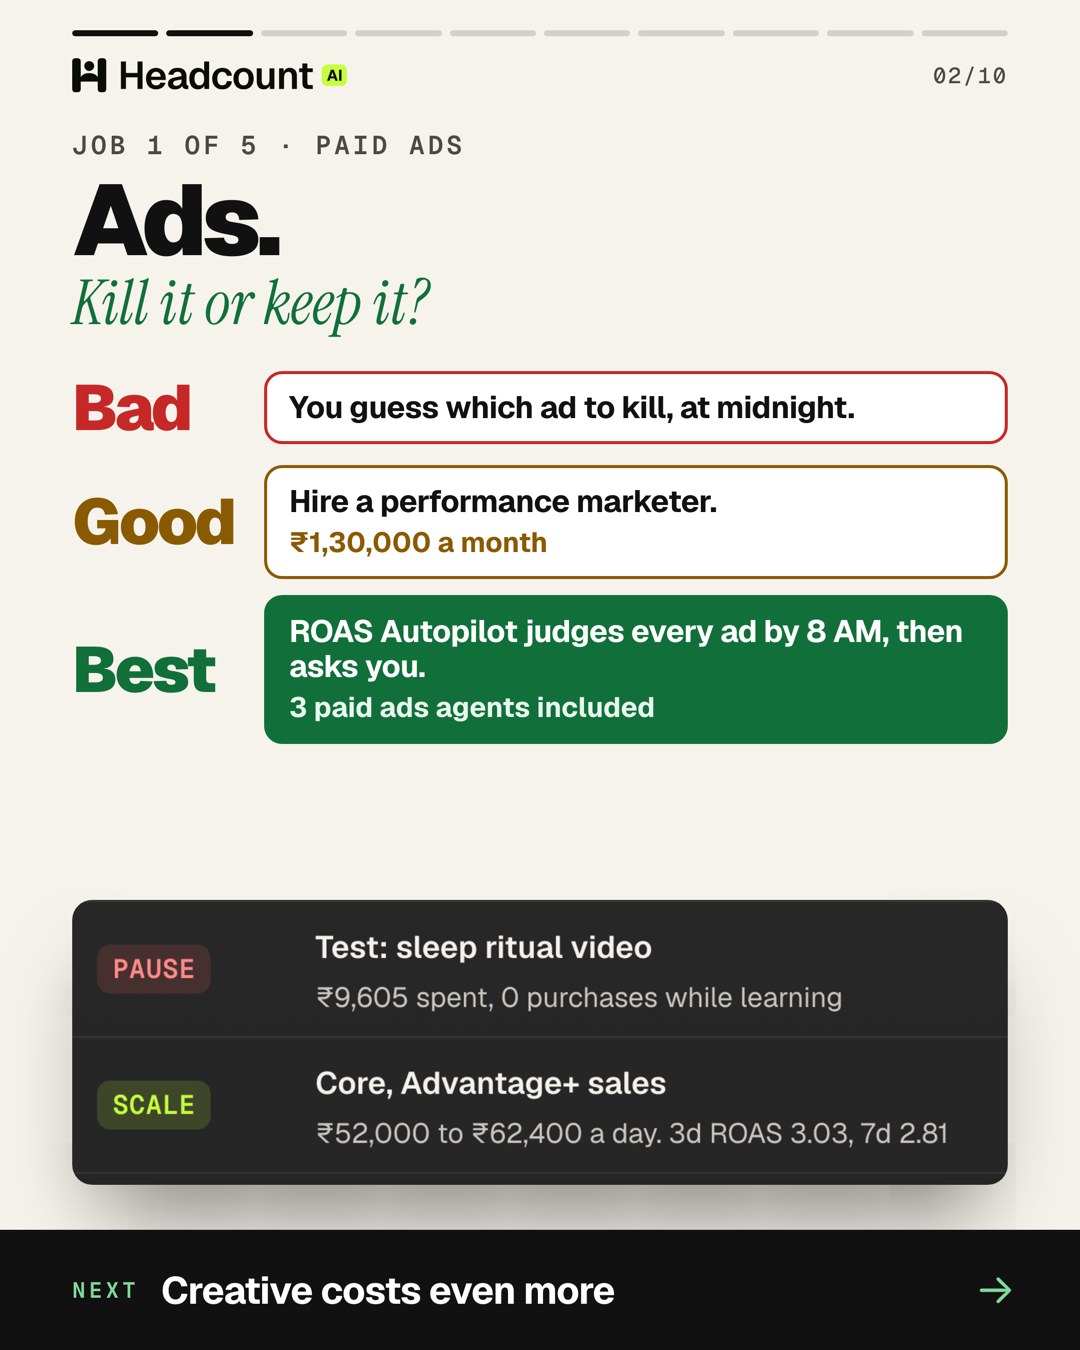 Headcount AI
02/10
JOB 1 OF 5 · PAID ADS
Ads.
Kill it or keep it?
Bad
You guess which ad to kill, at midnight.
Good
Hire a performance marketer.
₹1,30,000 a month
Best
ROAS Autopilot judges every ad by 8 AM, then
asks you.
3 paid ads agents included
PAUSE
Test: sleep ritual video
₹9,605 spent, 0 purchases while learning
SCALE
Core, Advantage+ sales
₹52,000 to ₹62,400 a day. 3d ROAS 3.03, 7d 2.81
NEXT Creative costs even more →